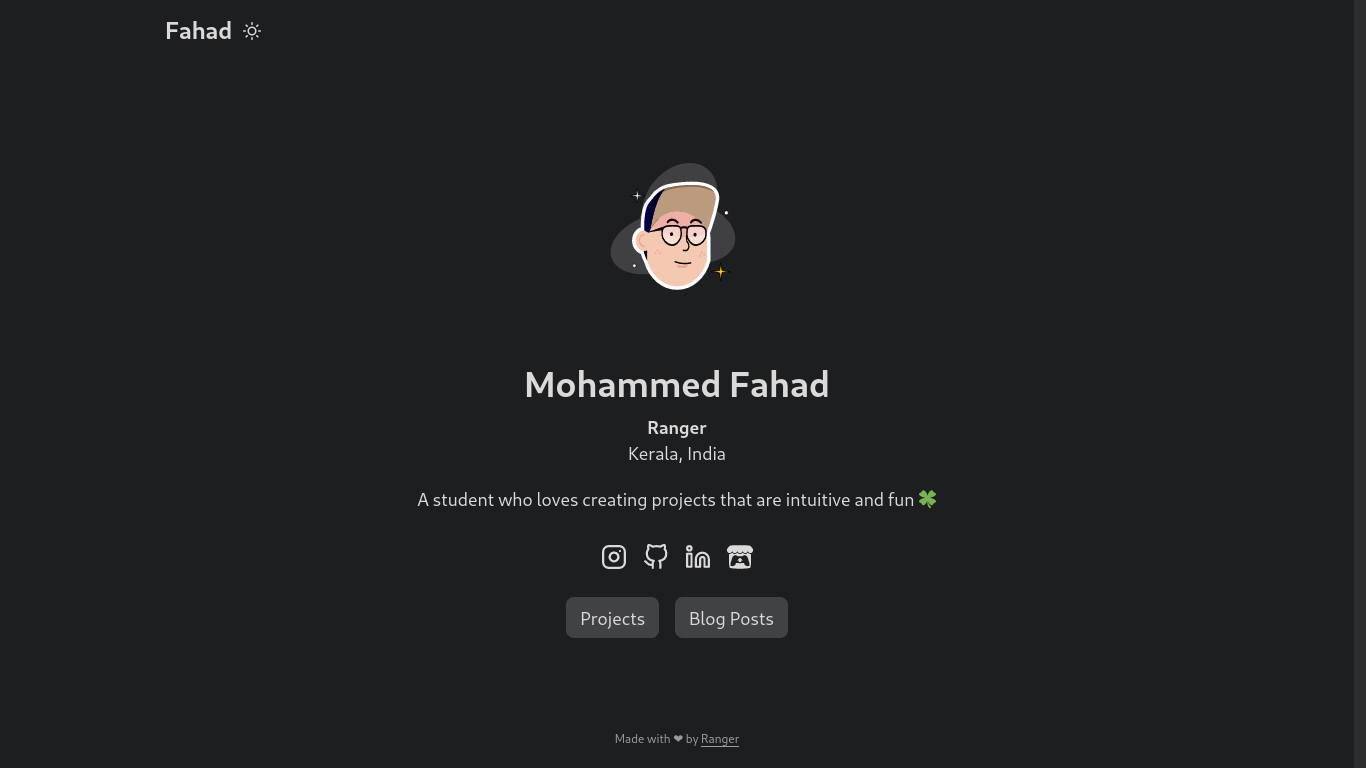 Fahad
Mohammed Fahad
Ranger
Kerala, India
A student who loves creating projects that are intuitive and fun 🍀
Projects
Blog Posts
Made with ❤ by Ranger